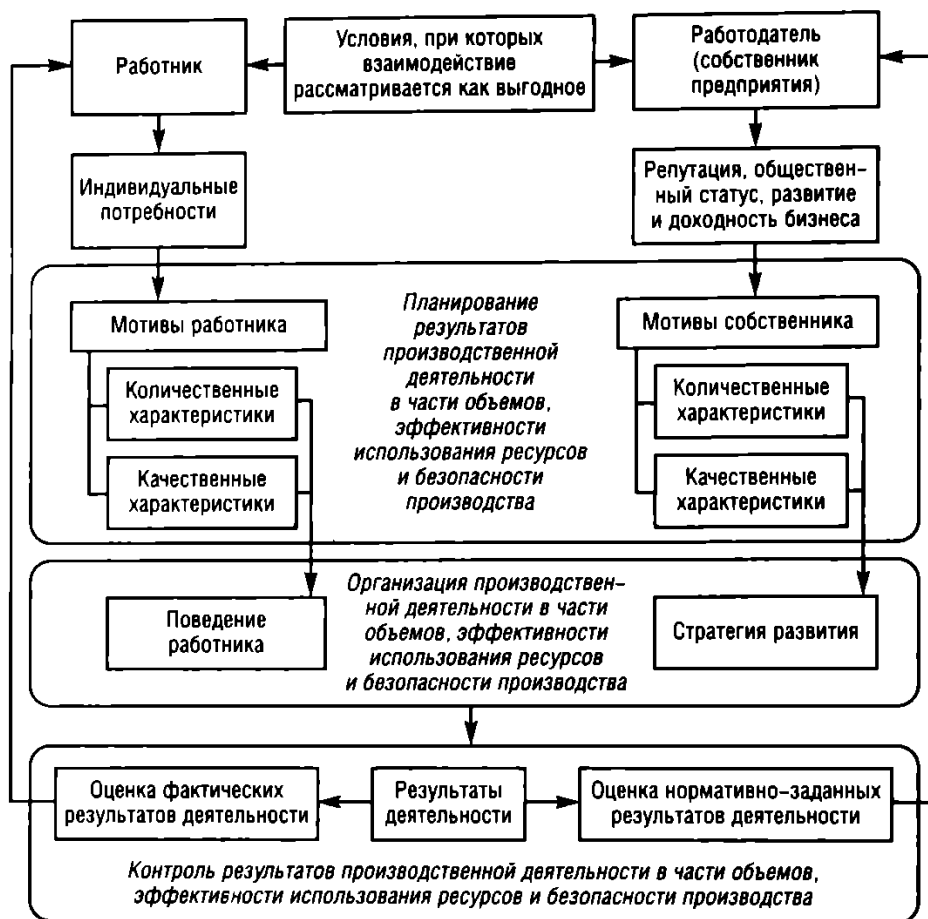 Работник
Условия, при которых
взаимодействие
рассматривается как выгодное
Работодатель
(собственник
предприятия)
Индивидуальные
потребности
Репутация, обществен-
ный статус, развитие
и доходность бизнеса
Мотивы работника
Количественные
характеристики
Качественные
характеристики
Планирование
результатов
производственной
деятельности
в части объемов,
эффективности
использования ресурсов
и безопасности
производства
Мотивы собственника
Количественные
характеристики
Качественные
характеристики
Поведение
работника
Организация производствен-
ной деятельности в части
объемов, эффективности
использования ресурсов
и безопасности производства
Стратегия развития
Оценка фактических
результатов деятельности
Результаты
деятельности
Оценка нормативно-заданных
результатов деятельности
Контроль результатов производственной деятельности в части объемов,
эффективности использования ресурсов и безопасности производства